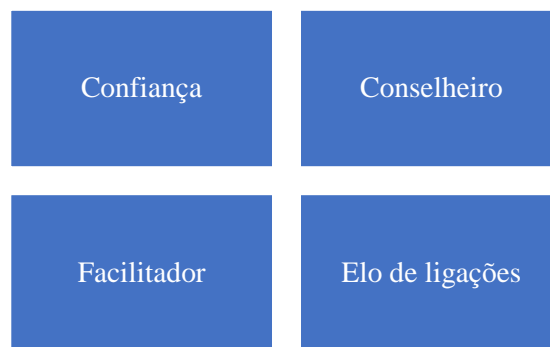 Confiança
Conselheiro
Facilitador
Elo de ligações